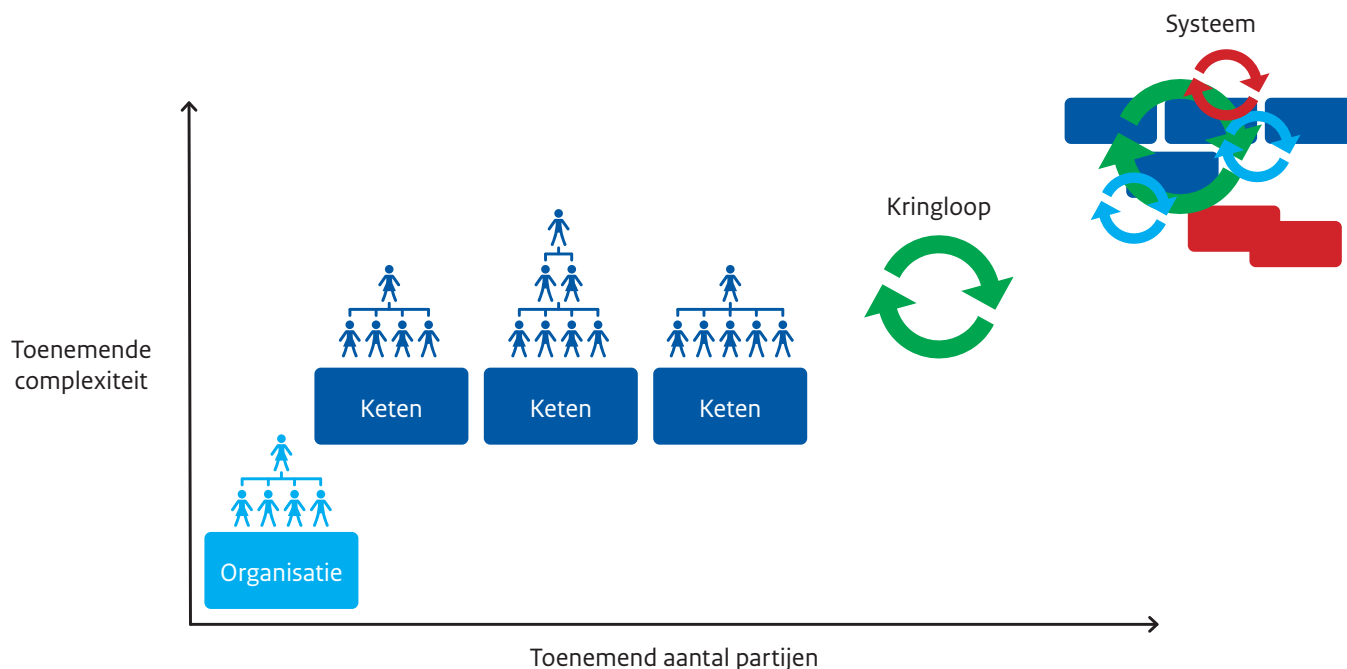 Systeem
Kringloop
Toenemende
complexiteit
Keten
Keten
Keten
Organisatie
Toenemend aantal partijen